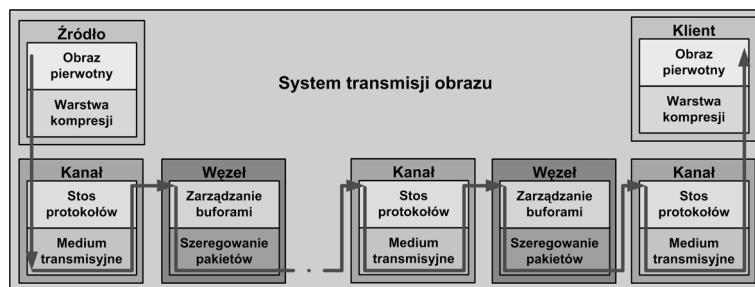 Źródło
Obraz
pierwotny
Warstwa
kompresji
System transmisji obrazu
Klient
Obraz
pierwotny
Warstwa
kompresji
Kanał
Stos
protokołów
Medium
transmisyjne
Węzeł
Zarządzanie
buforami
Szeregowanie
pakietów
Kanał
Stos
protokołów
Medium
transmisyjne
Węzeł
Zarządzanie
buforami
Szeregowanie
pakietów
Kanał
Stos
protokołów
Medium
transmisyjne